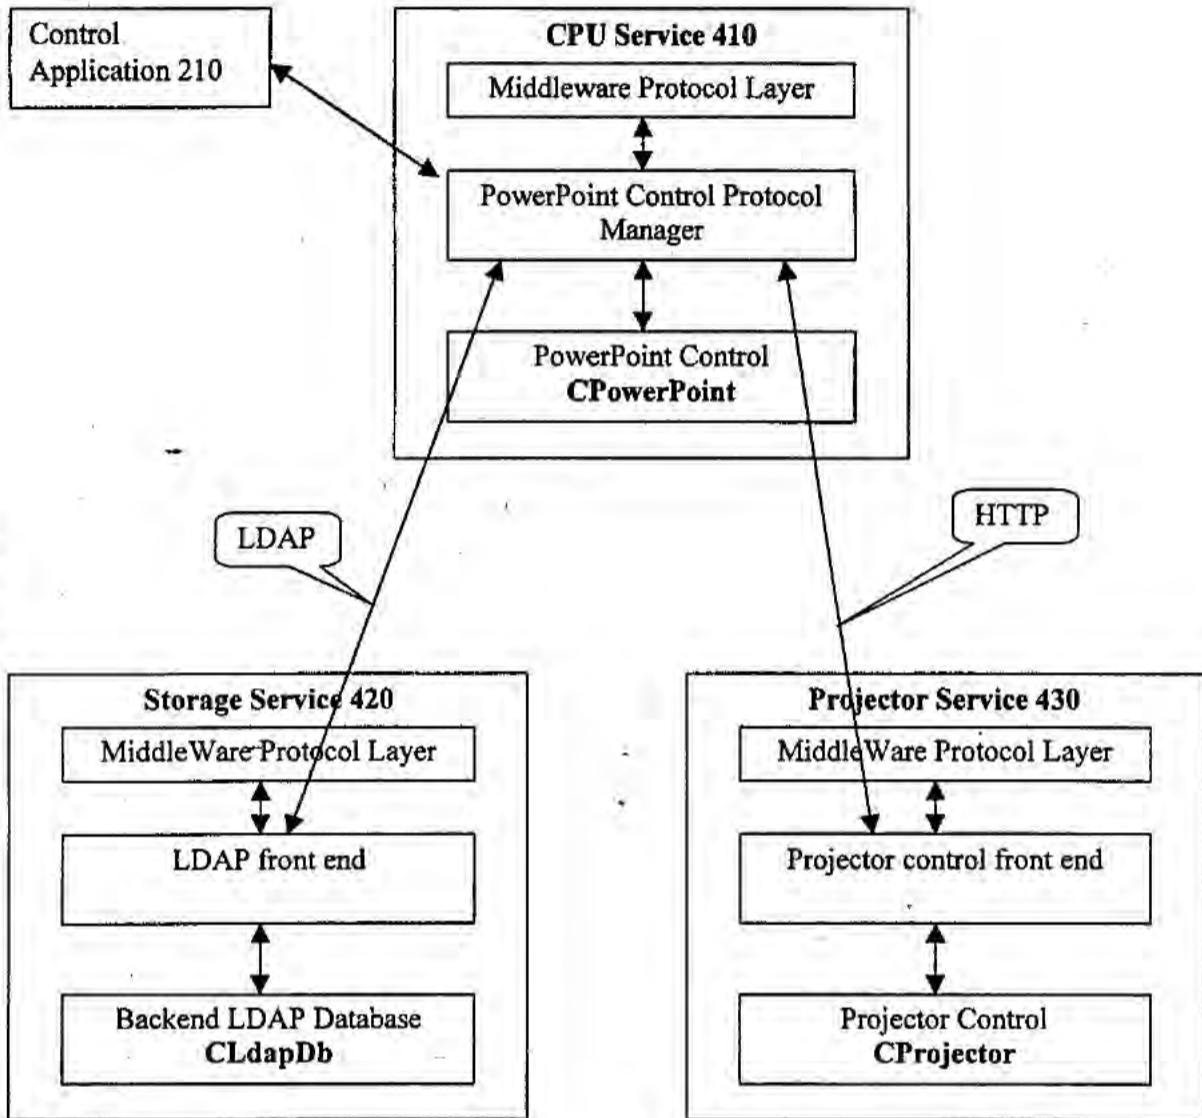 Control
Application 210
CPU Service 410
Middleware Protocol Layer
PowerPoint Control Protocol
Manager
PowerPoint Control
CPowerPoint
LDAP
HTTP
Storage Service 420
MiddleWare Protocol Layer
LDAP front end
Backend LDAP Database
CLdapDb
Projector Service 430
MiddleWare Protocol Layer
Projector control front end
Projector Control
CProjector